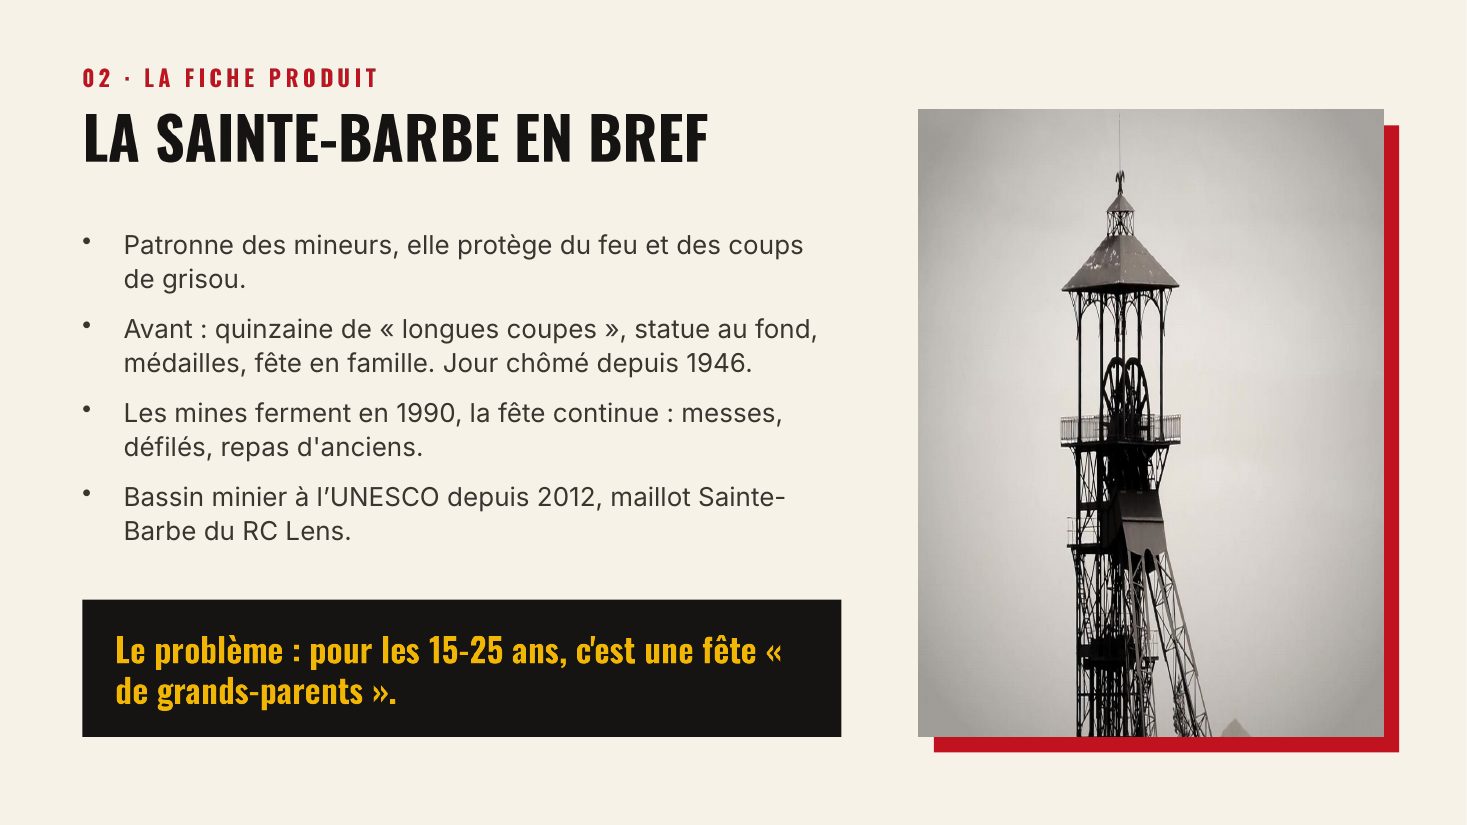 02 · LA FICHE PRODUIT
LA SAINTE-BARBE EN BREF
• Patronne des mineurs, elle protège du feu et des coups
de grisou.
• Avant : quinzaine de « longues coupes », statue au fond,
médailles, fête en famille. Jour chômé depuis 1946.
• Les mines ferment en 1990, la fête continue : messes,
défilés, repas d'anciens.
• Bassin minier à l’UNESCO depuis 2012, maillot Sainte-
Barbe du RC Lens.
Le problème : pour les 15-25 ans, c'est une fête «
de grands-parents ».